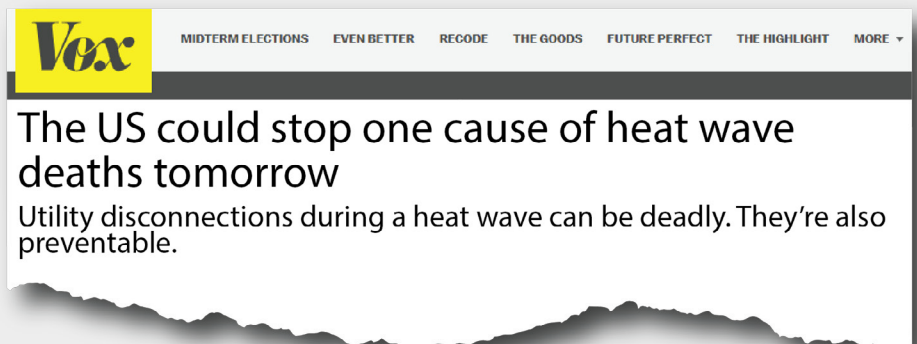 Vox MIDTERM ELECTIONS EVEN BETTER RECODE THE GOODS FUTURE PERFECT THE HIGHLIGHT MORE
The US could stop one cause of heat wave
deaths tomorrow
Utility disconnections during a heat wave can be deadly. They're also
preventable.